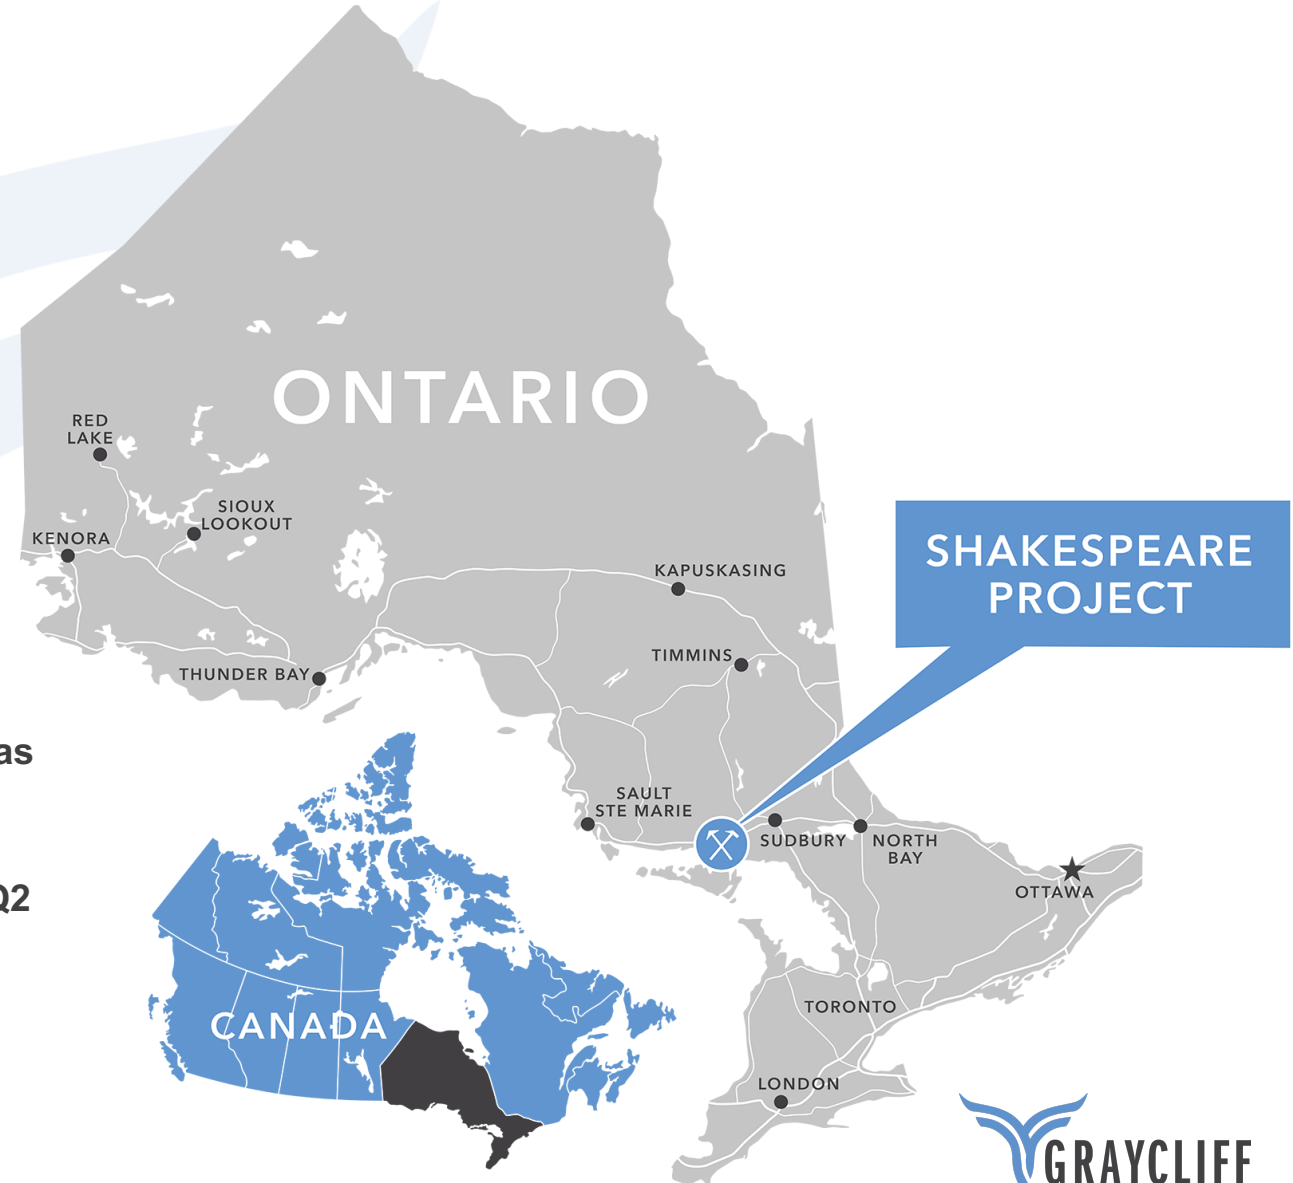 ONTARIO
RED
LAKE
SIOUX
LOOKOUT
KENORA
SHAKESPEARE
PROJECT
KAPUSKASING
TIMMINS
THUNDER BAY
as
SAULT
STE MARIE
SUDBURY
NORTH
BAY
OTTAWA
Q2
CANADA
TORONTO
LONDON
GRAYCLIFF